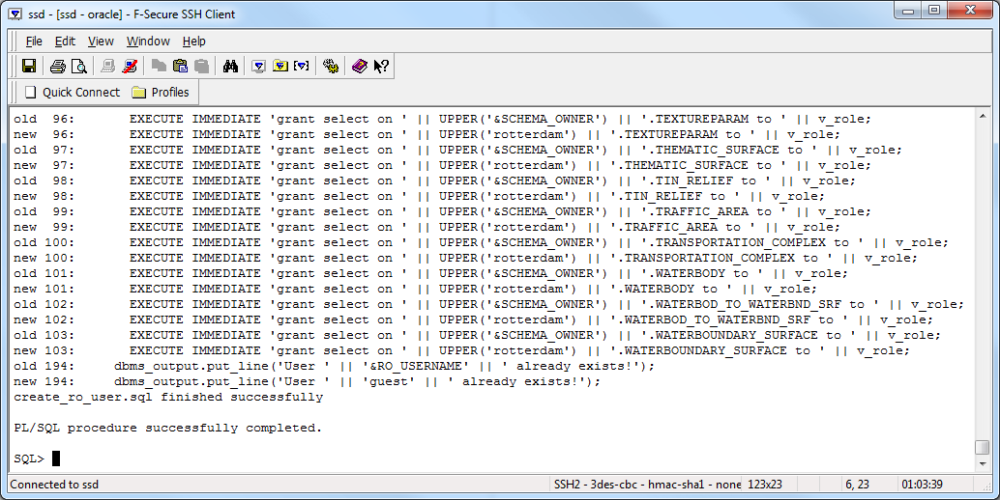 ssd - [ssd - oracle] - F-Secure SSH Client
File Edit View Window Help
Quick Connect Profiles
old  96:       EXECUTE IMMEDIATE 'grant select on ' || UPPER('&SCHEMA_OWNER') || '.TEXTUREPARAM to ' || v_role;
new  96:       EXECUTE IMMEDIATE 'grant select on ' || UPPER('rotterdam') || '.TEXTUREPARAM to ' || v_role;
old  97:       EXECUTE IMMEDIATE 'grant select on ' || UPPER('&SCHEMA_OWNER') || '.THEMATIC_SURFACE to ' || v_role;
new  97:       EXECUTE IMMEDIATE 'grant select on ' || UPPER('rotterdam') || '.THEMATIC_SURFACE to ' || v_role;
old  98:       EXECUTE IMMEDIATE 'grant select on ' || UPPER('&SCHEMA_OWNER') || '.TIN_RELIEF to ' || v_role;
new  98:       EXECUTE IMMEDIATE 'grant select on ' || UPPER('rotterdam') || '.TIN_RELIEF to ' || v_role;
old  99:       EXECUTE IMMEDIATE 'grant select on ' || UPPER('&SCHEMA_OWNER') || '.TRAFFIC_AREA to ' || v_role;
new  99:       EXECUTE IMMEDIATE 'grant select on ' || UPPER('rotterdam') || '.TRAFFIC_AREA to ' || v_role;
old 100:       EXECUTE IMMEDIATE 'grant select on ' || UPPER('&SCHEMA_OWNER') || '.TRANSPORTATION_COMPLEX to ' || v_role;
new 100:       EXECUTE IMMEDIATE 'grant select on ' || UPPER('rotterdam') || '.TRANSPORTATION_COMPLEX to ' || v_role;
old 101:       EXECUTE IMMEDIATE 'grant select on ' || UPPER('&SCHEMA_OWNER') || '.WATERBODY to ' || v_role;
new 101:       EXECUTE IMMEDIATE 'grant select on ' || UPPER('rotterdam') || '.WATERBODY to ' || v_role;
old 102:       EXECUTE IMMEDIATE 'grant select on ' || UPPER('&SCHEMA_OWNER') || '.WATERBOD_TO_WATERBND_SRF to ' || v_role;
new 102:       EXECUTE IMMEDIATE 'grant select on ' || UPPER('rotterdam') || '.WATERBOD_TO_WATERBND_SRF to ' || v_role;
old 103:       EXECUTE IMMEDIATE 'grant select on ' || UPPER('&SCHEMA_OWNER') || '.WATERBOUNDARY_SURFACE to ' || v_role;
new 103:       EXECUTE IMMEDIATE 'grant select on ' || UPPER('rotterdam') || '.WATERBOUNDARY_SURFACE to ' || v_role;
old 194:     dbms_output.put_line('User ' || '&RO_USERNAME' || ' already exists!');
new 194:     dbms_output.put_line('User ' || 'guest' || ' already exists!');
create_ro_user.sql finished successfully
PL/SQL procedure successfully completed.
SQL>
Connected to ssd SSH2 - 3des-cbc - hmac-sha1 - none 123x23 6, 23 01:03:39